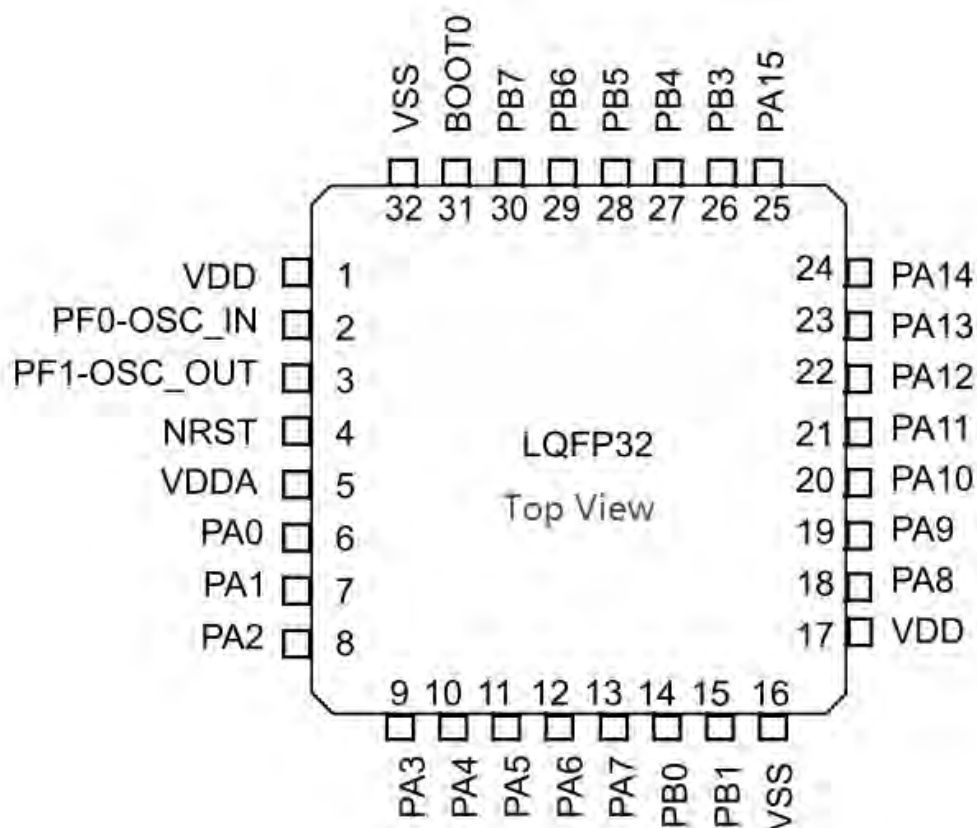 VSS BOOT0 PB7 PB6 PB5 PB4 PB3 PA15
32 31 30 29 28 27 26 25
VDD 1 24 PA14
PF0-OSC_IN 2 23 PA13
PF1-OSC_OUT 3 22 PA12
NRST 4 21 PA11
LQFP32
VDDA 5 20 PA10
Top View
PA0 6 19 PA9
PA1 7 18 PA8
PA2 8 17 VDD
9 10 11 12 13 14 15 16
PA3 PA4 PA5 PA6 PA7 PB0 PB1 VSS